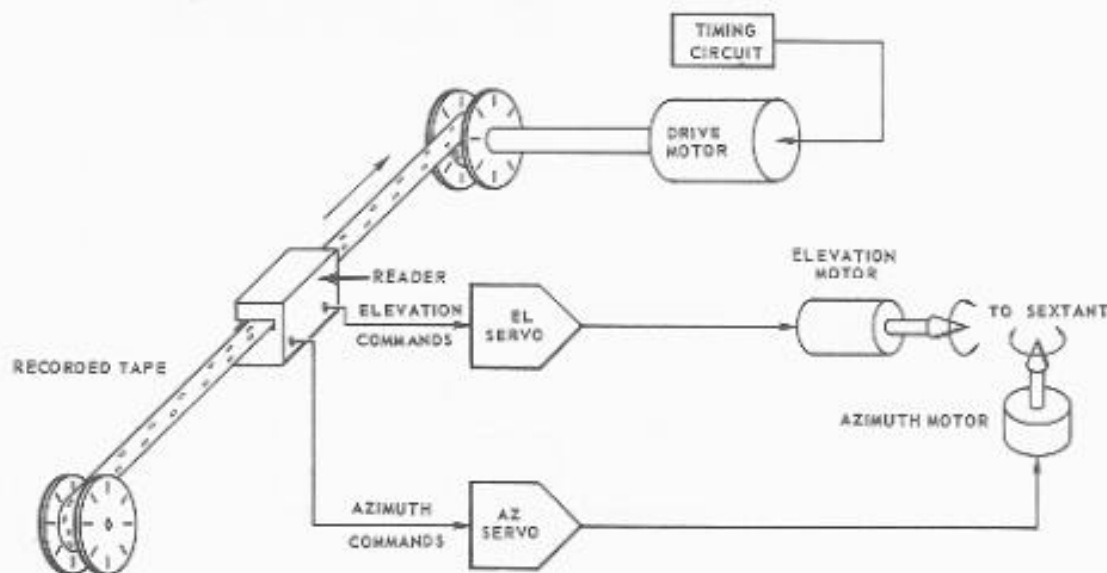 TIMING
CIRCUIT
DRIVE
MOTOR
ELEVATION
MOTOR
READER
ELEVATION
COMMANDS
EL
SERVO
TO SEXTANT
RECORDED TAPE
AZIMUTH MOTOR
AZIMUTH
COMMANDS
AZ
SERVO